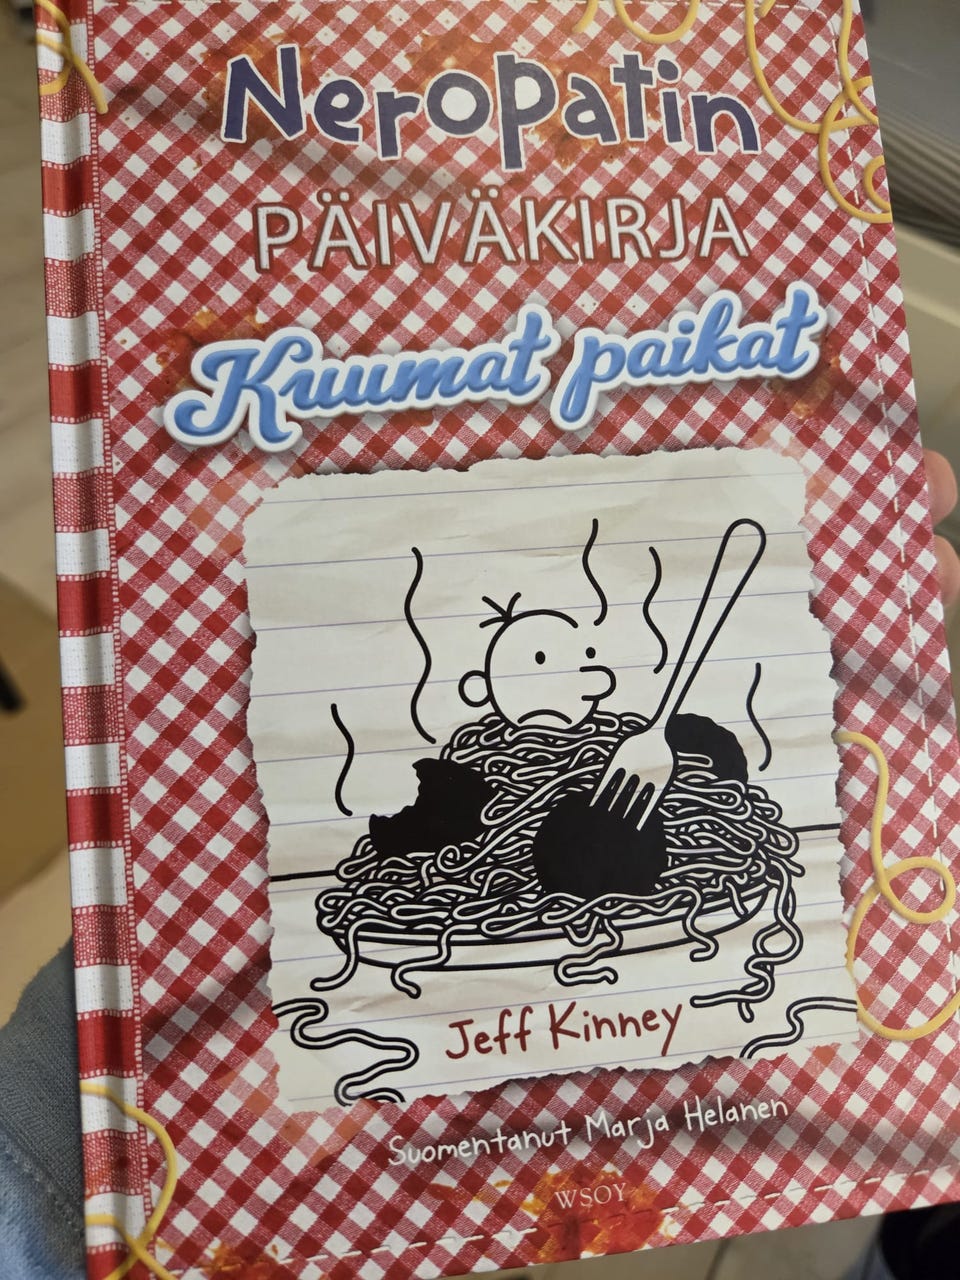 Neropatin
PÄIVÄKIRJA
Kuumat paikat
Jeff Kinney
Suomentanut Marja Helanen
WSOY